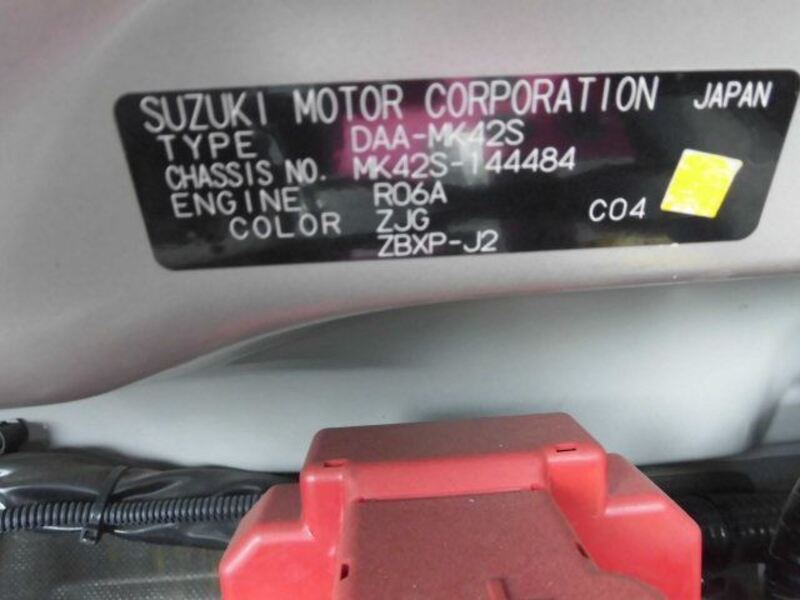 SUZUKI MOTOR CORPORATION JAPAN
TYPE DAA-MK42S
CHASSIS NO. MK42S-144484
ENGINE R06A
COLOR ZJG C04
ZBXP-J2